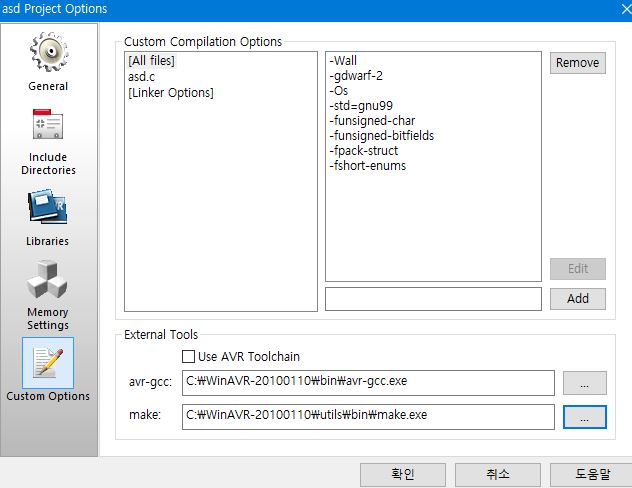 asd Project Options
General
Include
Directories
Libraries
Memory
Settings
Custom Options
Custom Compilation Options
[All files]
asd.c
[Linker Options]
-Wall
-gdwarf-2
-Os
-std=gnu99
-funsigned-char
-funsigned-bitfields
-fpack-struct
-fshort-enums
Remove
Edit
Add
External Tools
Use AVR Toolchain
avr-gcc: C:₩WinAVR-20100110₩bin₩avr-gcc.exe ...
make: C:₩WinAVR-20100110₩utils₩bin₩make.exe ...
확인 취소 도움말